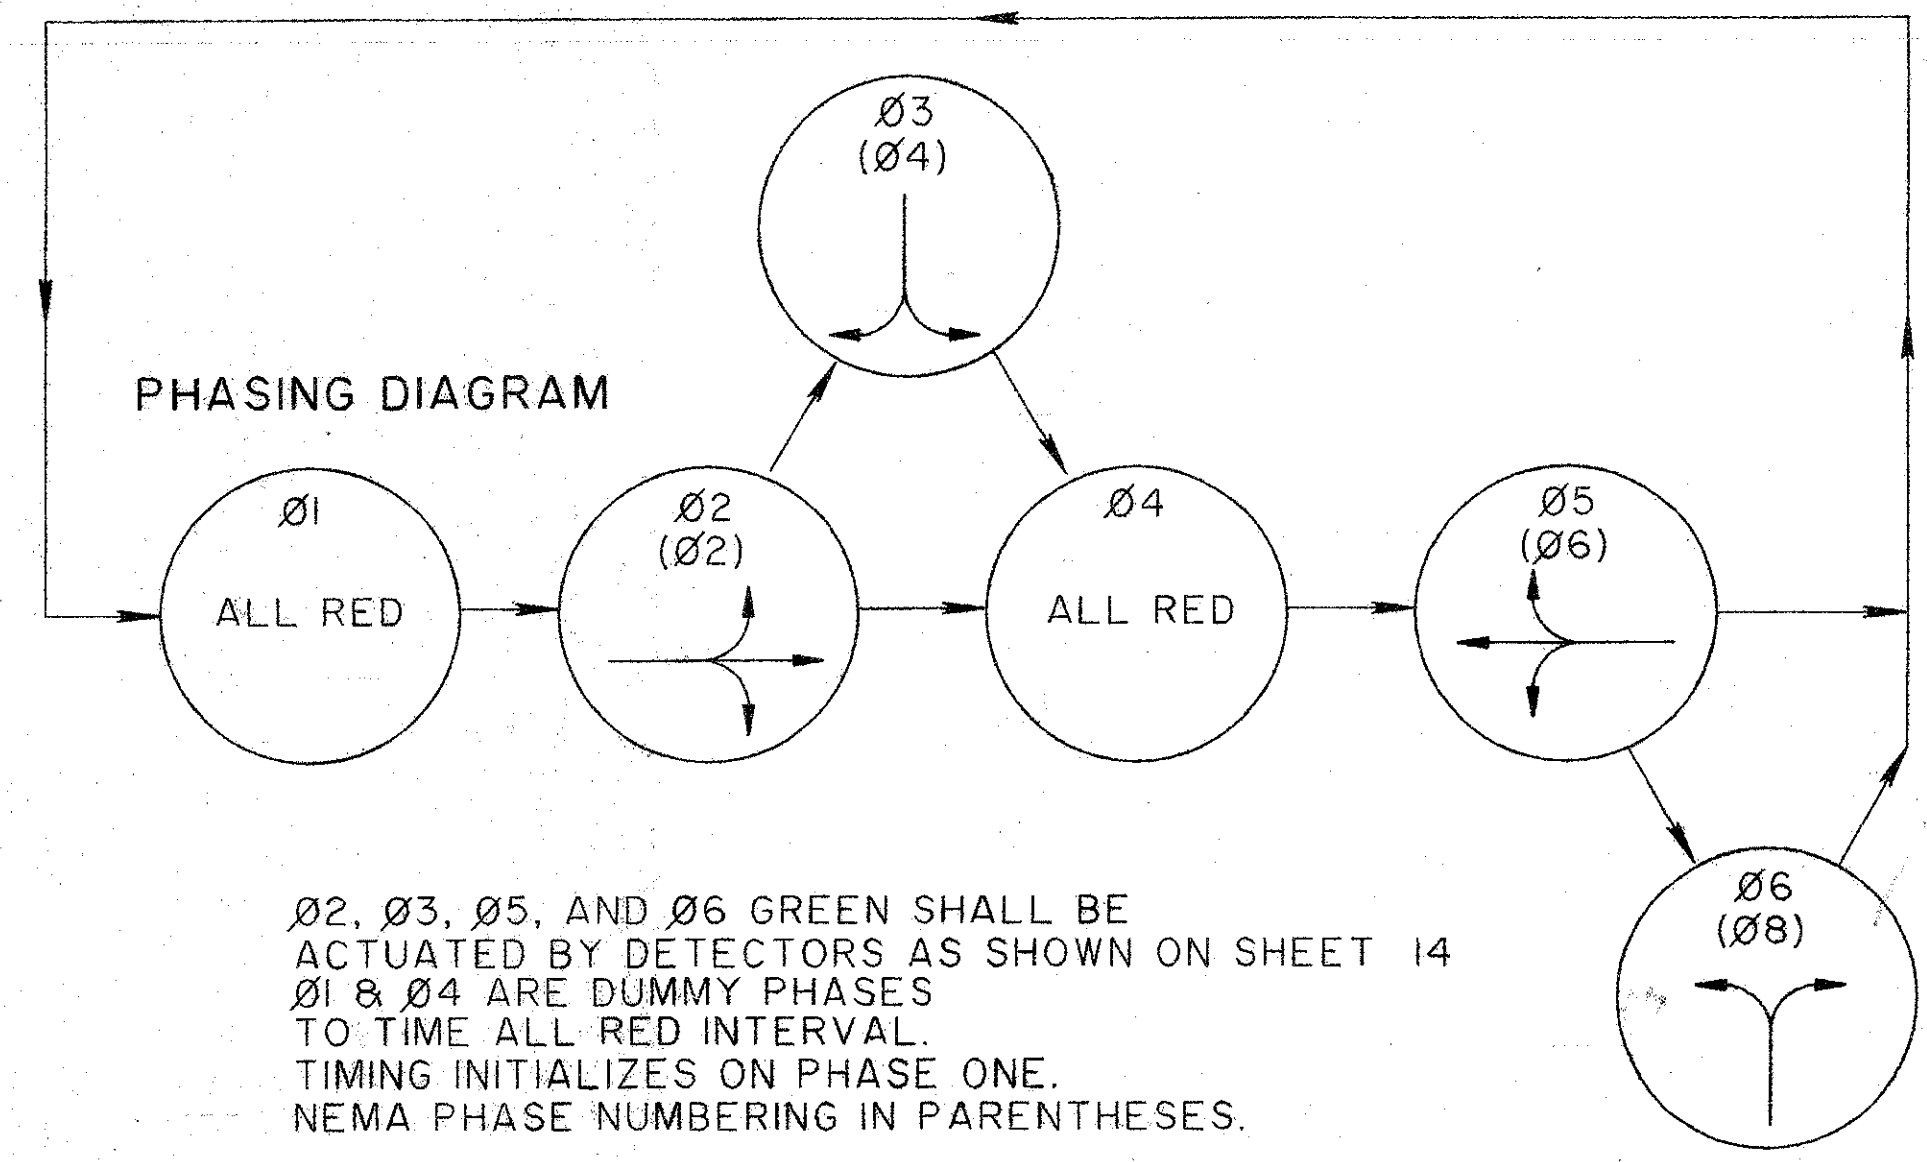 Ø3
(Ø4)
PHASING DIAGRAM
Ø1
ALL RED
Ø2
(Ø2)
Ø4
ALL RED
Ø5
(Ø6)
Ø6
(Ø8)
Ø2, Ø3, Ø5, AND Ø6 GREEN SHALL BE
ACTUATED BY DETECTORS AS SHOWN ON SHEET 14
Ø1 & Ø4 ARE DUMMY PHASES
TO TIME ALL RED INTERVAL.
TIMING INITIALIZES ON PHASE ONE.
NEMA PHASE NUMBERING IN PARENTHESES.